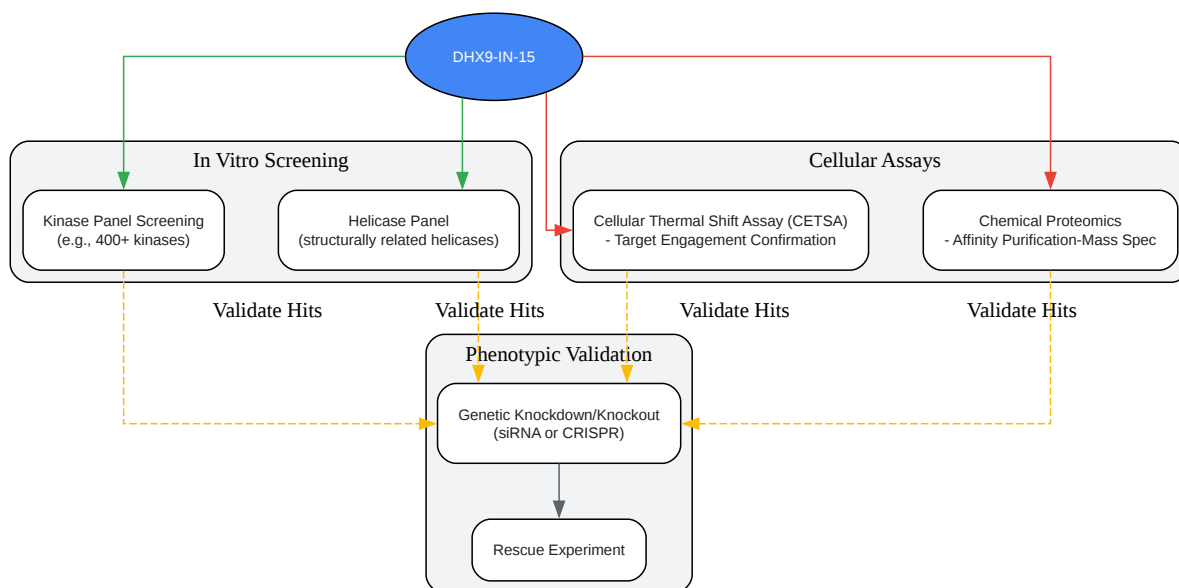 DHX9-IN-15
In Vitro Screening
Cellular Assays
Kinase Panel Screening
(e.g., 400+ kinases)
Helicase Panel
(structurally related helicases)
Cellular Thermal Shift Assay (CETSA)
- Target Engagement Confirmation
Chemical Proteomics
- Affinity Purification-Mass Spec
Validate Hits
Validate Hits
Validate Hits
Validate Hits
Phenotypic Validation
Genetic Knockdown/Knockout
(siRNA or CRISPR)
Rescue Experiment